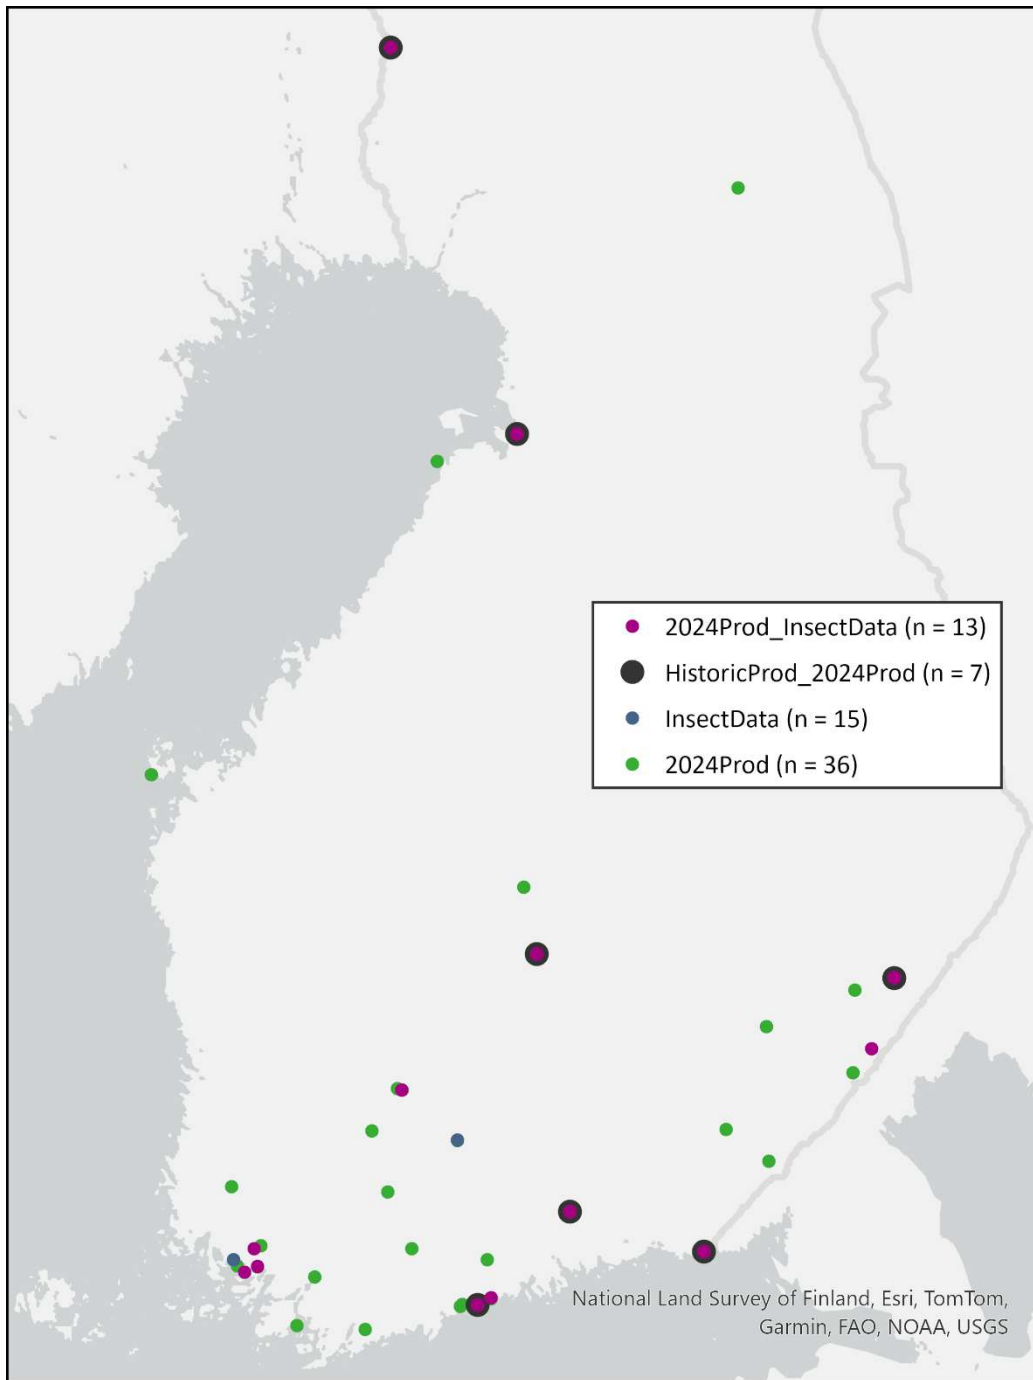 2024Prod_InsectData (n = 13)
HistoricProd_2024Prod (n = 7)
InsectData (n = 15)
2024Prod (n = 36)
National Land Survey of Finland, Esri, TomTom,
Garmin, FAO, NOAA, USGS